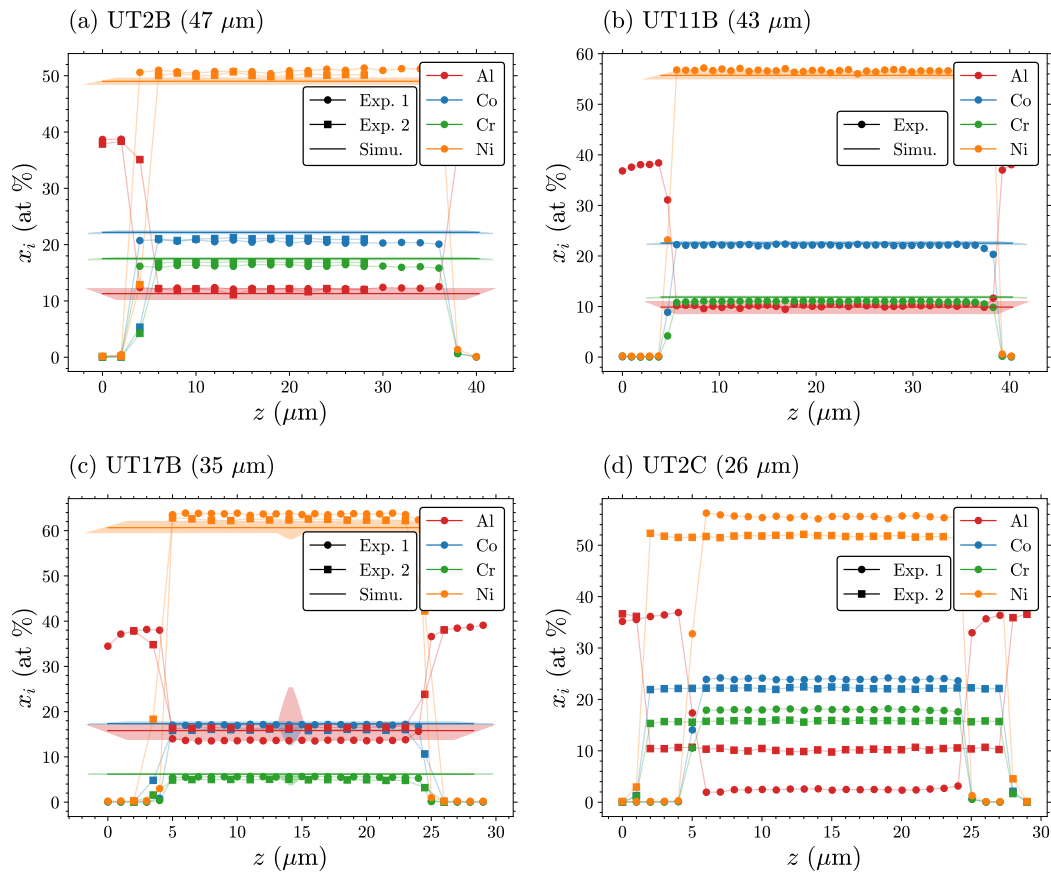 (a) UT2B (47 μm)
50
40
30
20
10
0
x_i (at %)
0 10 20 30 40
z (μm)
Exp. 1
Exp. 2
Simu.
Al
Co
Cr
Ni
(b) UT11B (43 μm)
60
50
40
30
20
10
0
x_i (at %)
0 10 20 30 40
z (μm)
Exp.
Simu.
Al
Co
Cr
Ni
(c) UT17B (35 μm)
60
50
40
30
20
10
0
x_i (at %)
0 5 10 15 20 25 30
z (μm)
Exp. 1
Exp. 2
Simu.
Al
Co
Cr
Ni
(d) UT2C (26 μm)
50
40
30
20
10
0
x_i (at %)
0 5 10 15 20 25 30
z (μm)
Exp. 1
Exp. 2
Al
Co
Cr
Ni